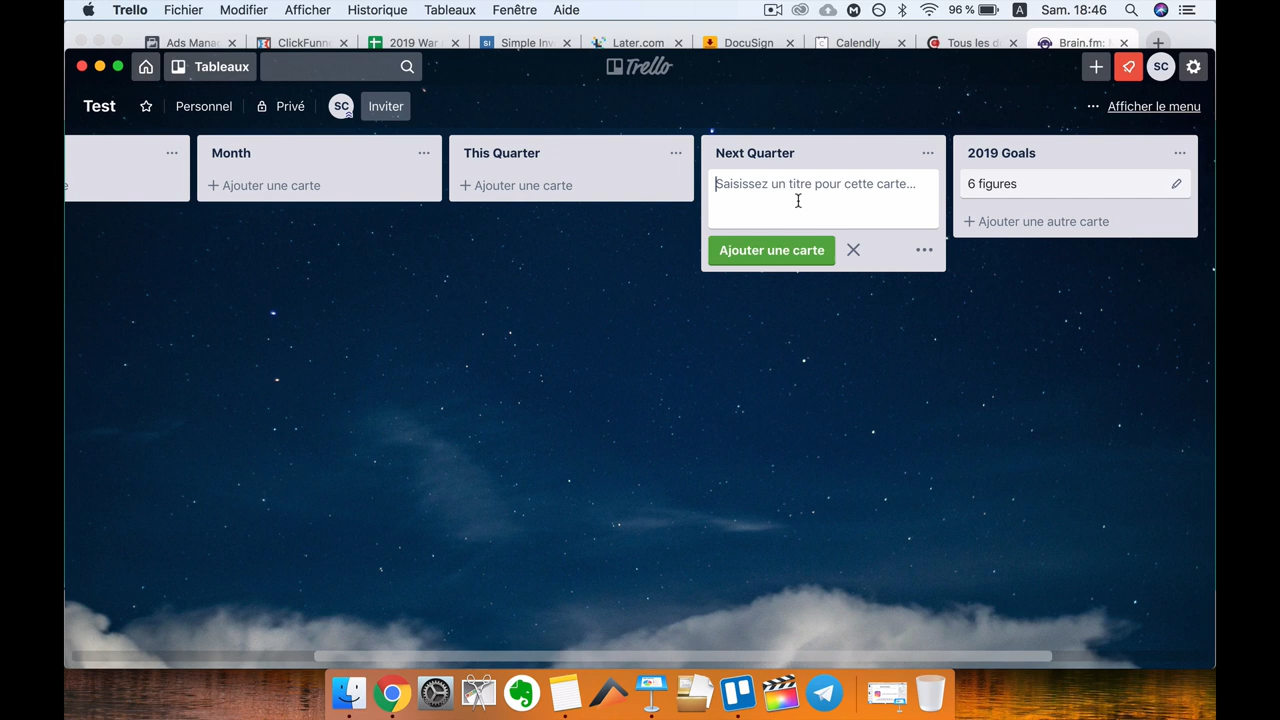 Trello Fichier Modifier Afficher Historique Tableaux Fenêtre Aide 96 % A Sam. 18:46
Ads Mana ClickFunn 2019 War Simple Inv Later.com DocuSign Calendly Tous les d Brain.fm: M
Tableaux Trello SC
Test Personnel Privé SC Inviter Afficher le menu
Month This Quarter Next Quarter 2019 Goals
e Ajouter une carte Ajouter une carte Saisissez un titre pour cette carte… 6 figures
Ajouter une autre carte
Ajouter une carte